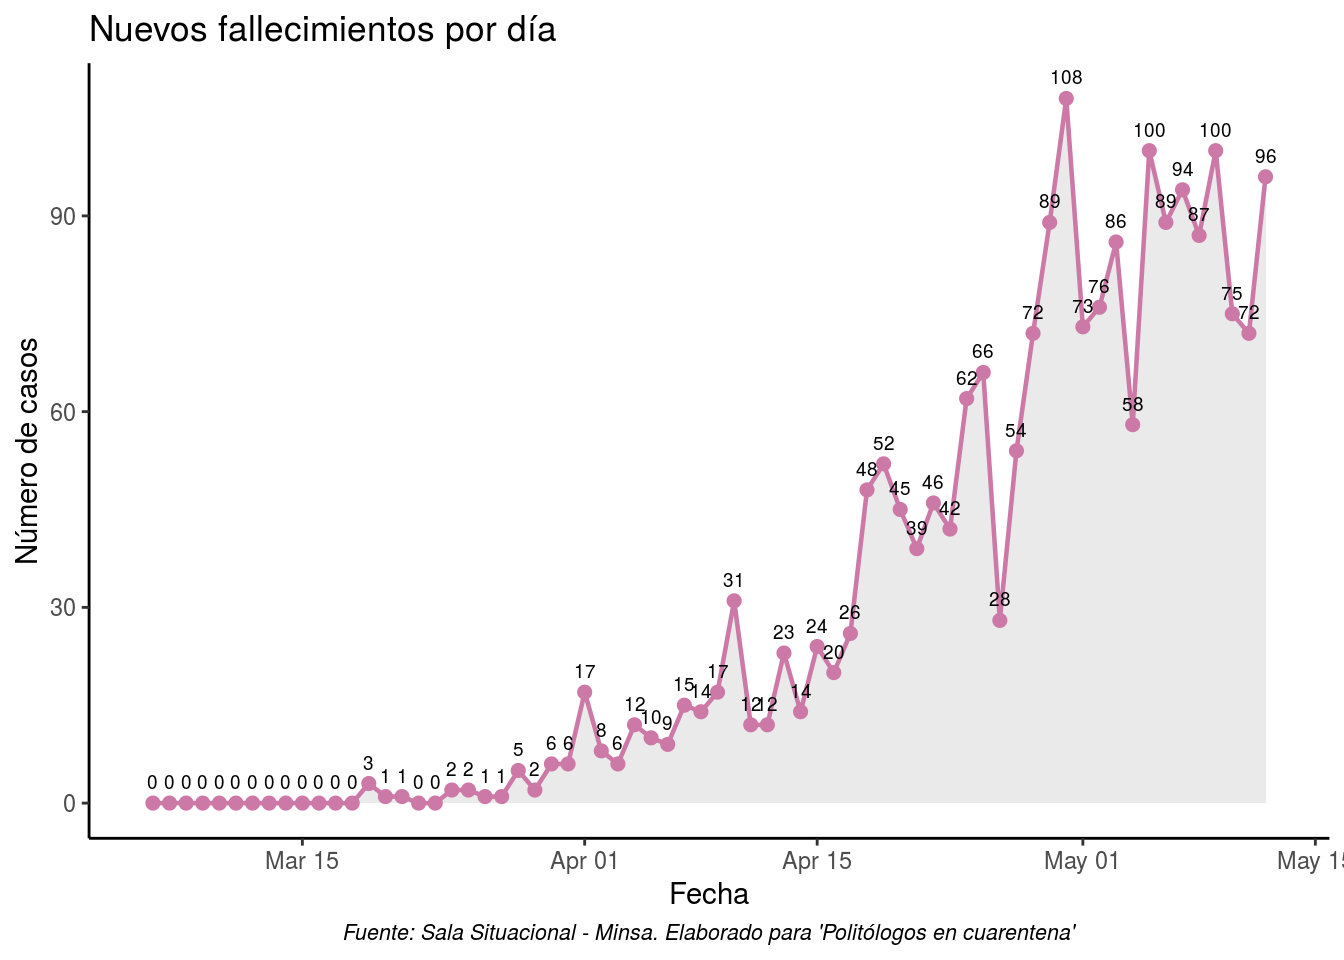 Nuevos fallecimientos por día
Número de casos
90
60
30
0
0 0 0 0 0 0 0 0 0 0 0 0 0 3 1 1 0 0 2 2 1 1 5 2 6 6 17 8 6 12 10 9 15 14 17 31 12 12 23 14 24 20 26 48 52 45 39 46 42 62 66 28 54 72 89 108 73 76 86 58 100 89 94 87 100 75 72 96
Mar 15 Apr 01 Apr 15 May 01 May 15
Fecha
Fuente: Sala Situacional - Minsa. Elaborado para 'Politólogos en cuarentena'